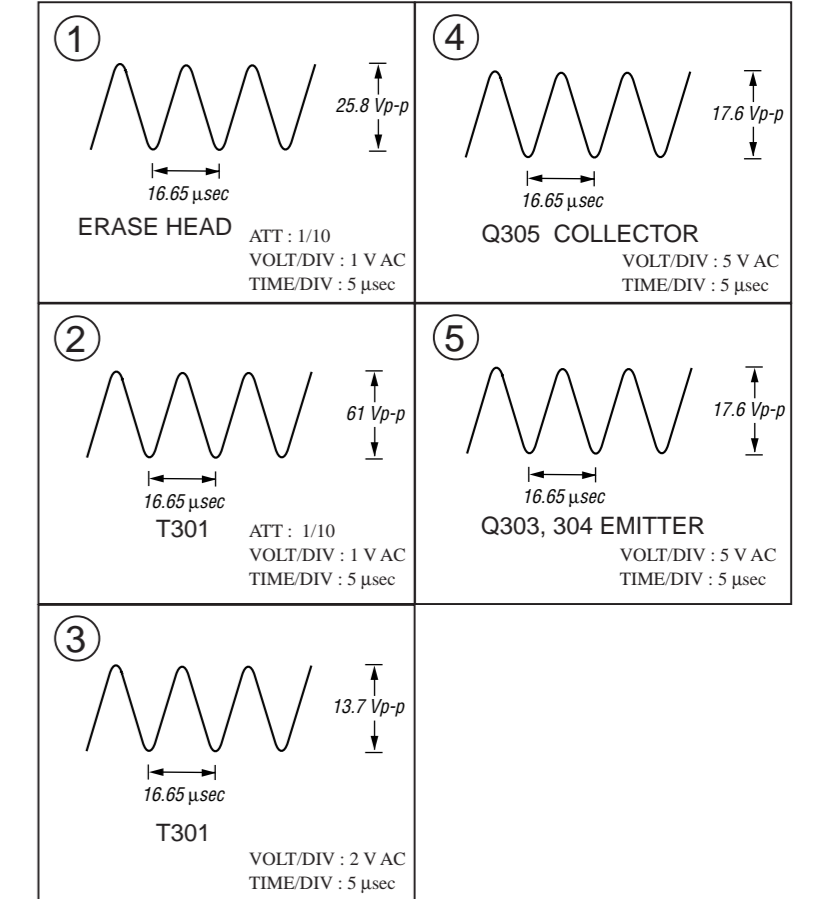 1
25.8 Vp-p
16.65 µsec
ERASE HEAD
ATT : 1/10
VOLT/DIV : 1 V AC
TIME/DIV : 5 µsec
2
61 Vp-p
16.65 µsec
T301
ATT : 1/10
VOLT/DIV : 1 V AC
TIME/DIV : 5 µsec
3
13.7 Vp-p
16.65 µsec
T301
VOLT/DIV : 2 V AC
TIME/DIV : 5 µsec
4
17.6 Vp-p
16.65 µsec
Q305 COLLECTOR
VOLT/DIV : 5 V AC
TIME/DIV : 5 µsec
5
17.6 Vp-p
16.65 µsec
Q303, 304 EMITTER
VOLT/DIV : 5 V AC
TIME/DIV : 5 µsec